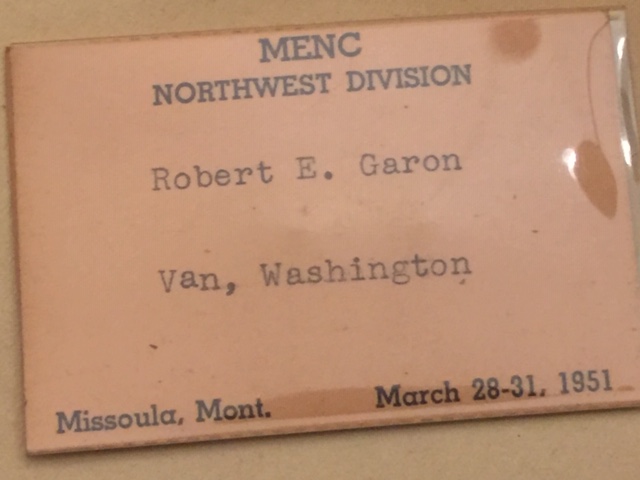 MENC
NORTHWEST DIVISION
Robert E. Garon
Van, Washington
Missoula, Mont. March 28-31, 1951